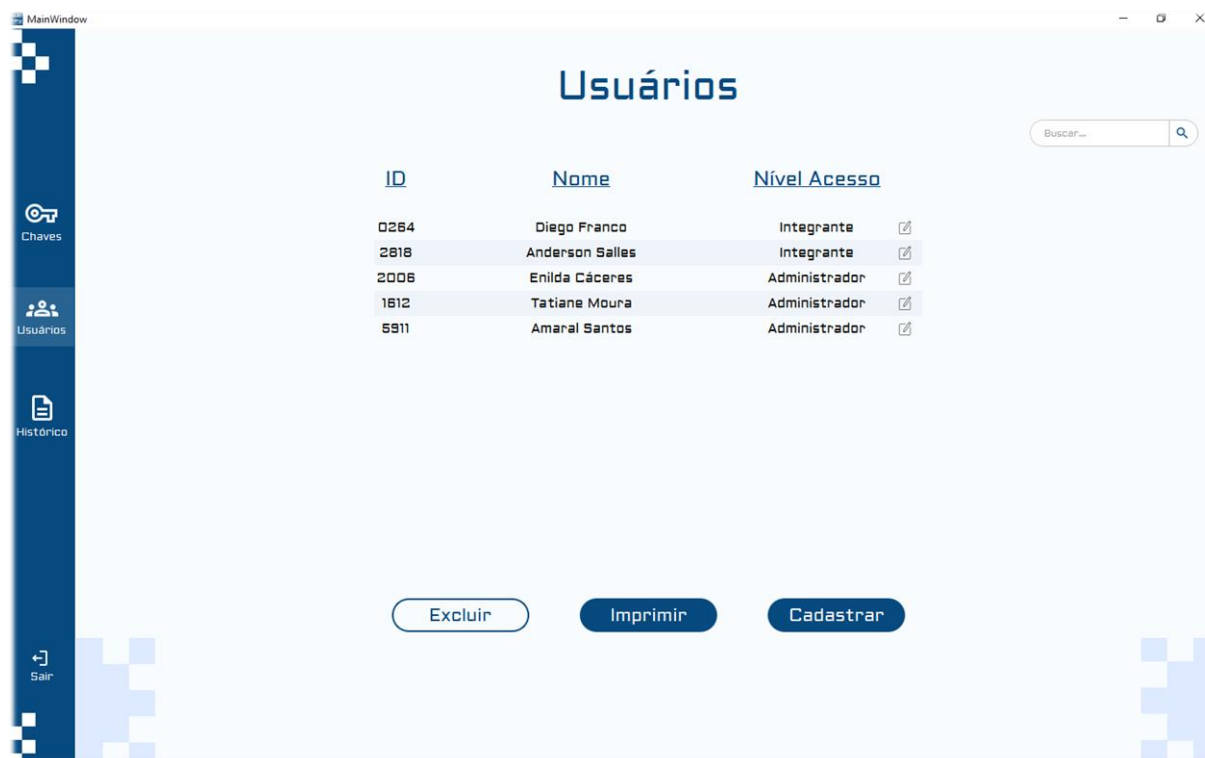 MainWindow
Usuários
Buscar...
ID Nome Nível Acesso
0264 Diego Franco Integrante
2818 Anderson Salles Integrante
2006 Enilda Cáceres Administrador
1612 Tatiane Moura Administrador
5911 Amaral Santos Administrador
Chaves
Usuários
Histórico
Excluir Imprimir Cadastrar
Sair